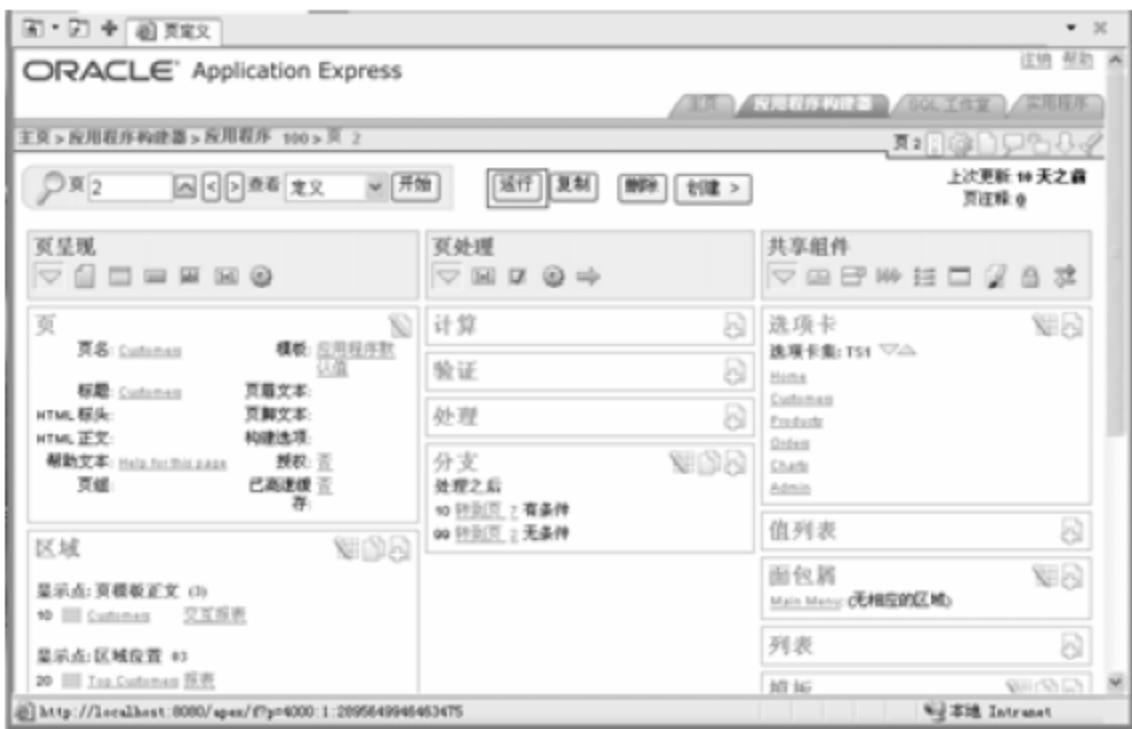 页定义
ORACLE Application Express
注销 帮助
主页 应用程序构建器 SQL 工作室 实用程序
主页 > 应用程序构建器 > 应用程序 100 > 页 2
页 2
页 2 查看 定义 开始 运行 复制 删除 创建 >
上次更新 10 天之前
页注释: 0
页呈现
页处理
共享组件
页
页名: Customers 模板: 应用程序默认值
标题: Customers 页眉文本:
HTML 标头: 页脚文本:
HTML 正文: 构建选项:
帮助文本: Help for this page 授权: 否
页组: 已高速缓存: 否
区域
显示点: 页模板正文 (3)
10 Customers 交互报表
显示点: 区域位置 03
20 Top Customers 报表
计算
验证
处理
分支
处理之后
10 转到页 7 有条件
99 转到页 2 无条件
选项卡
选项卡集: TS1
Home
Customers
Products
Orders
Charts
Admin
值列表
面包屑
Main Menu: (无相应的区域)
列表
模板
http://localhost:8080/apex/f?p=4000:1:2895649946463475
本地 Intranet